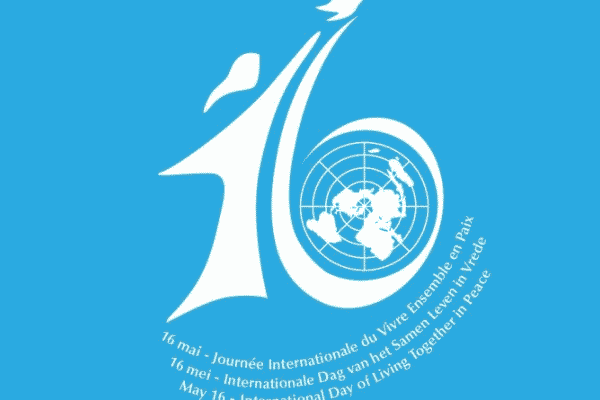 16
16 mai - Journée Internationale du Vivre Ensemble en Paix
16 mei - Internationale Dag van het Samen Leven in Vrede
May 16 - International Day of Living Together in Peace